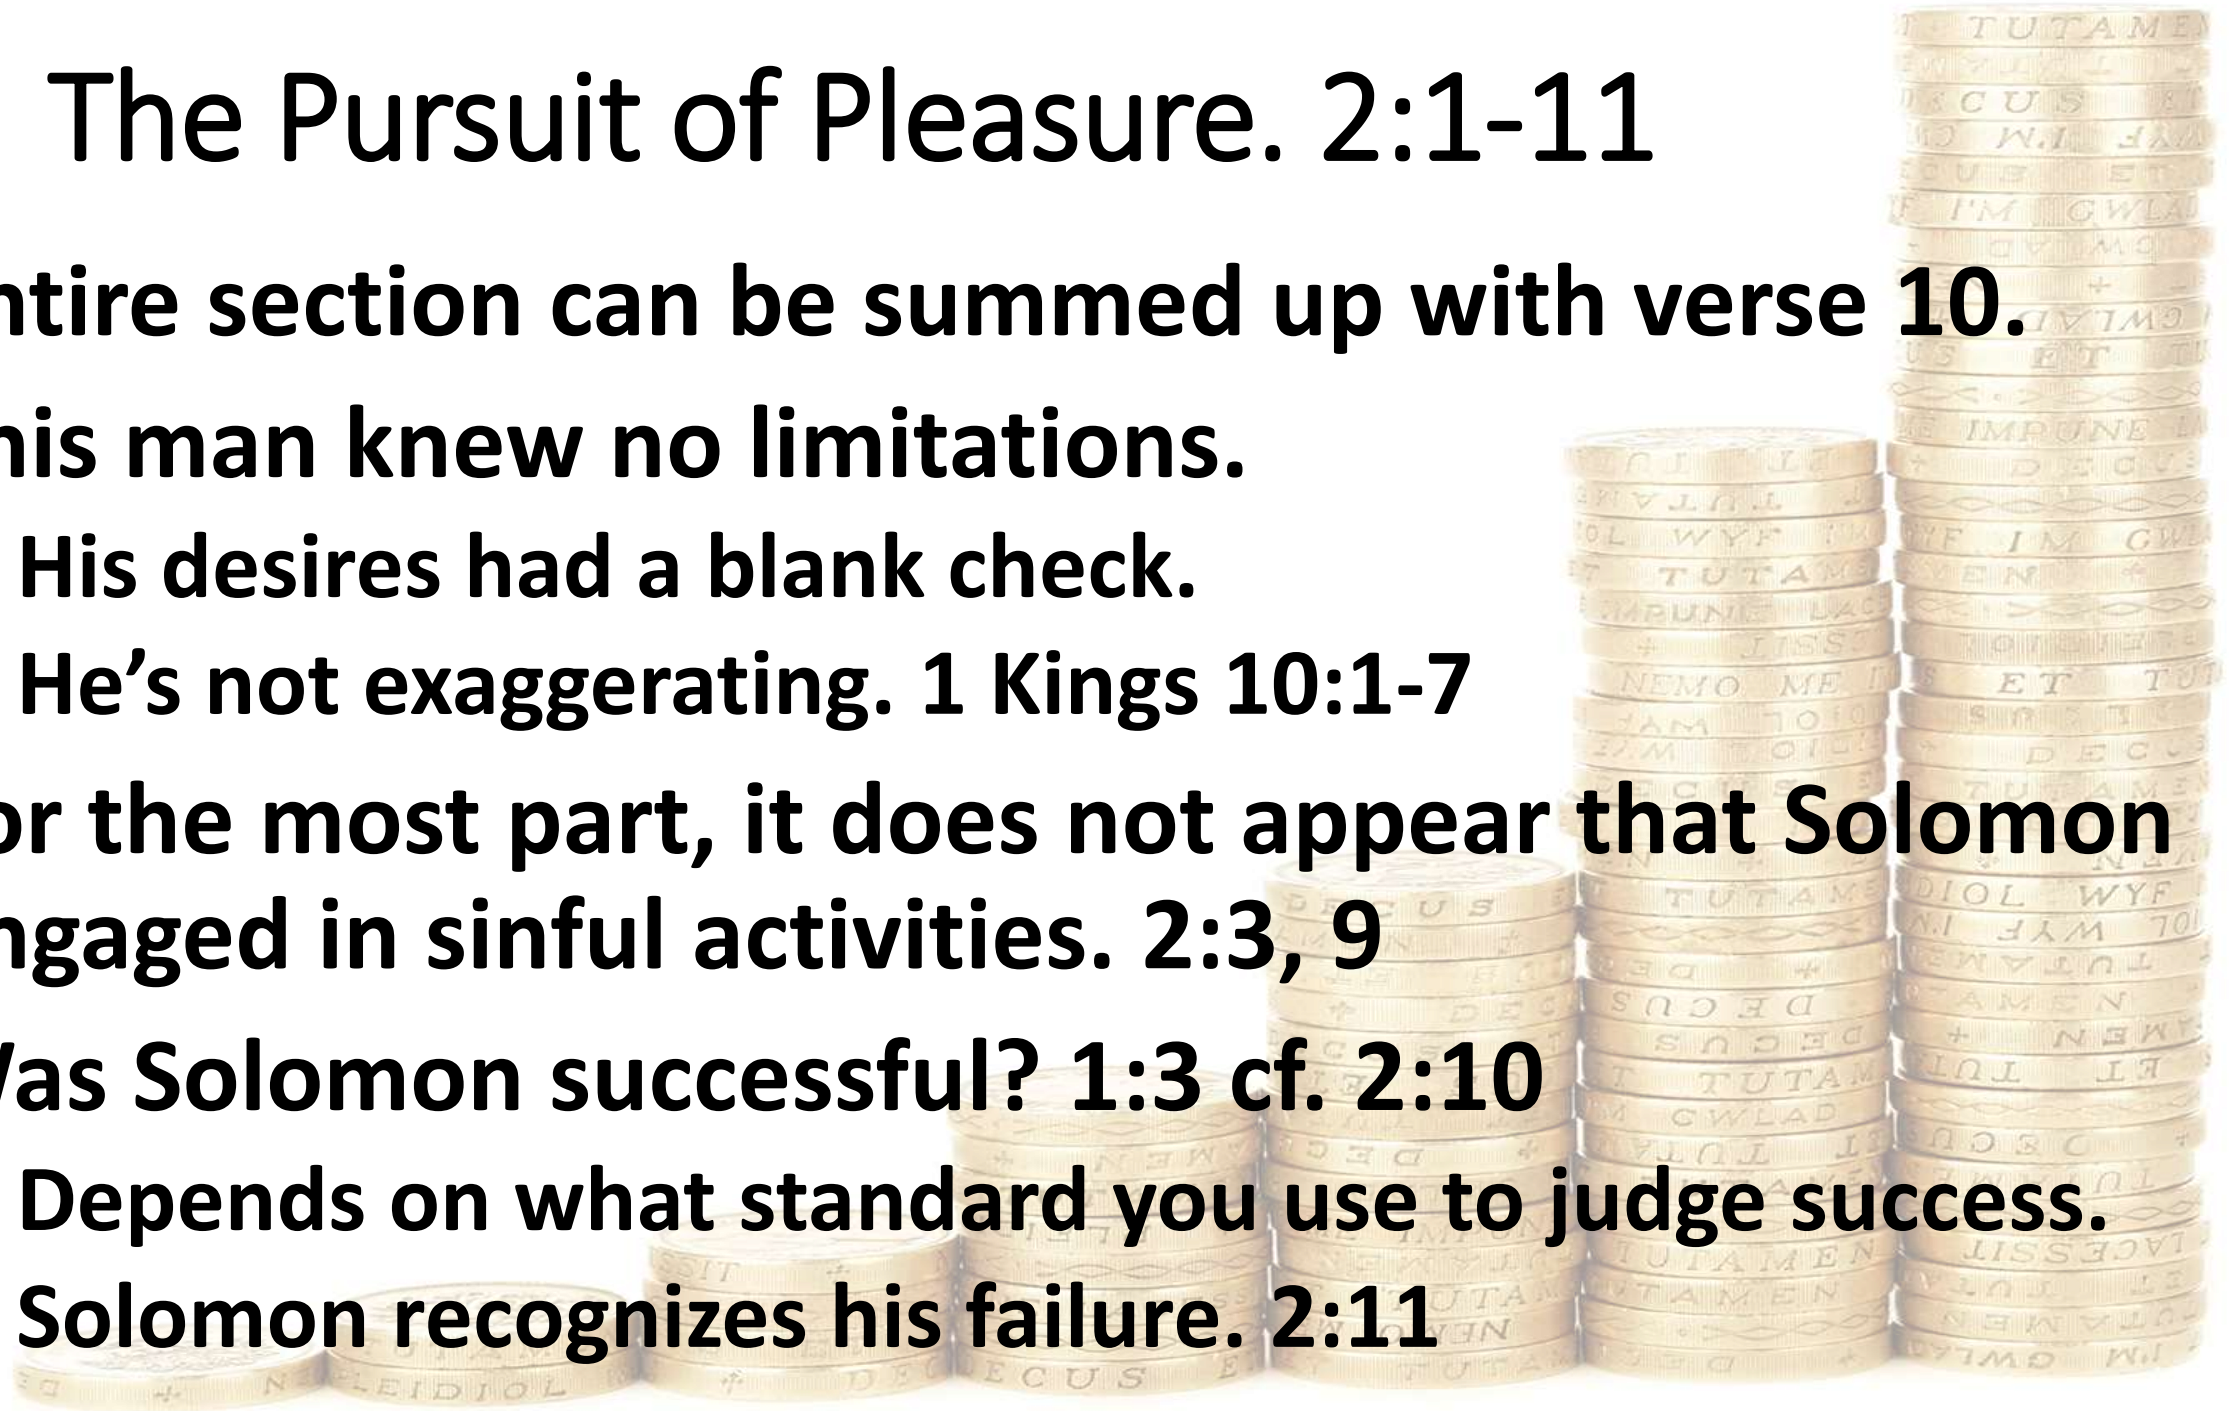 The Pursuit of Pleasure. 2:1-11
ntire section can be summed up with verse 10.
his man knew no limitations.
His desires had a blank check.
He’s not exaggerating. 1 Kings 10:1-7
or the most part, it does not appear that Solomon
ngaged in sinful activities. 2:3, 9
as Solomon successful? 1:3 cf. 2:10
Depends on what standard you use to judge success.
Solomon recognizes his failure. 2:11